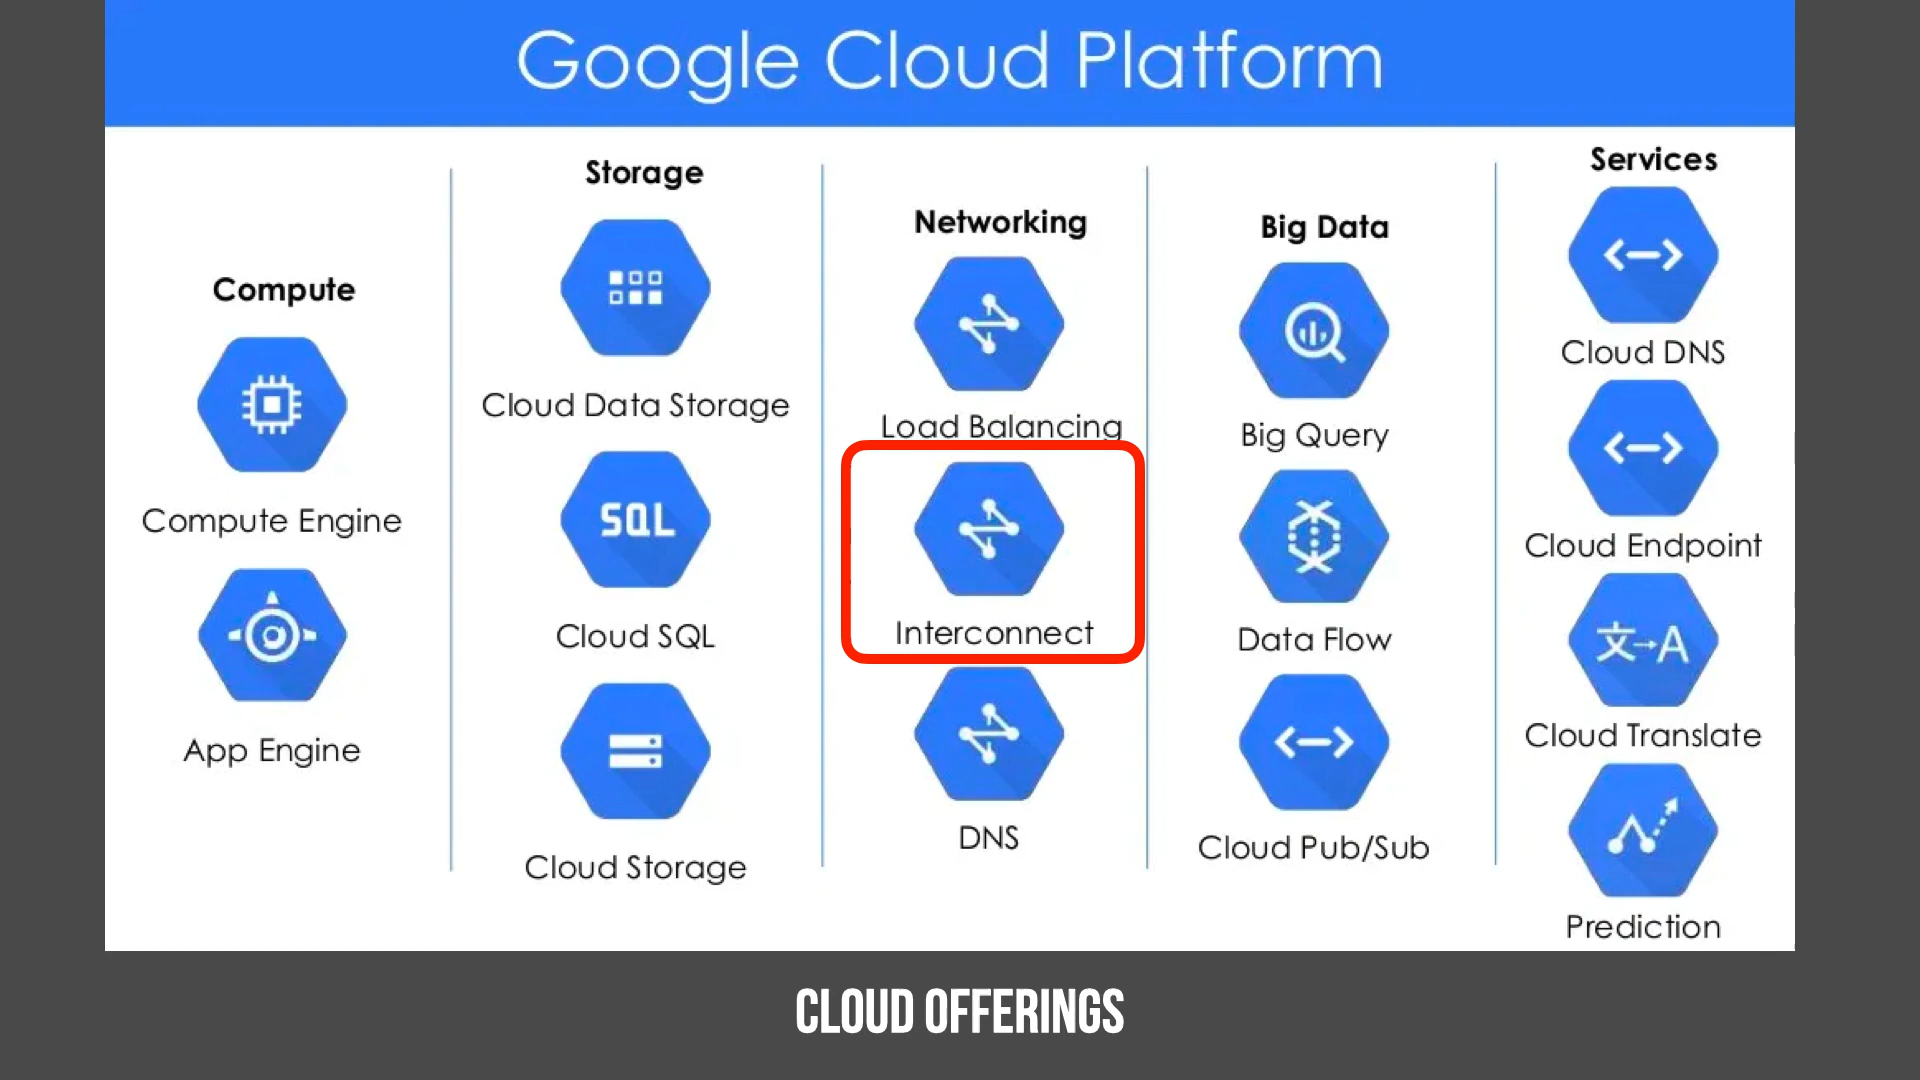 Google Cloud Platform
Compute
Compute Engine
App Engine
Storage
Cloud Data Storage
SQL
Cloud SQL
Cloud Storage
Networking
Load Balancing
Interconnect
DNS
Big Data
Big Query
Data Flow
Cloud Pub/Sub
Services
Cloud DNS
Cloud Endpoint
文→A
Cloud Translate
Prediction
CLOUD OFFERINGS